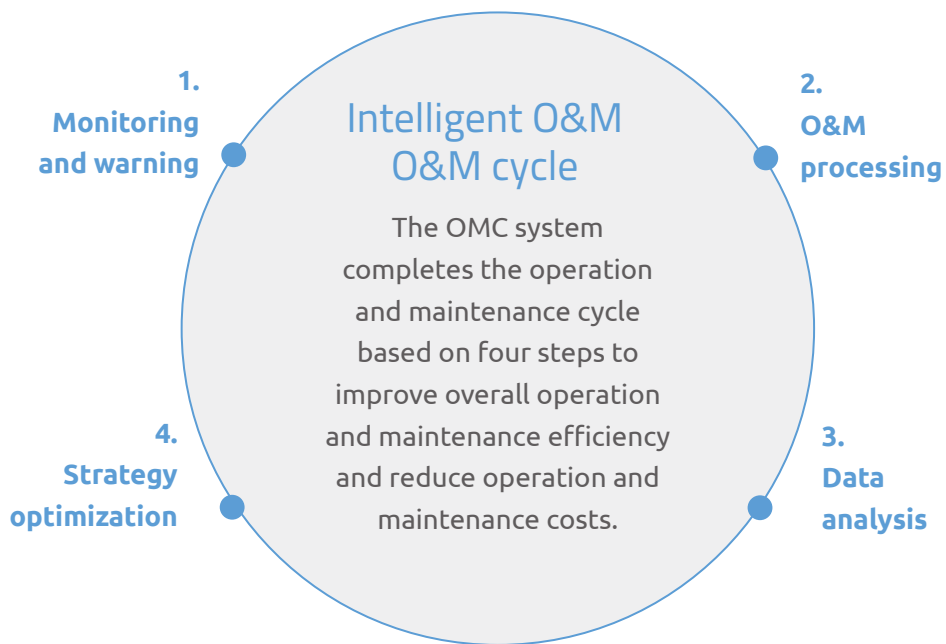 1.
Monitoring
and warning
2.
O&M
processing
Intelligent O&M
O&M cycle
The OMC system
completes the operation
and maintenance cycle
based on four steps to
improve overall operation
and maintenance efficiency
and reduce operation and
maintenance costs.
3.
Data
analysis
4.
Strategy
optimization